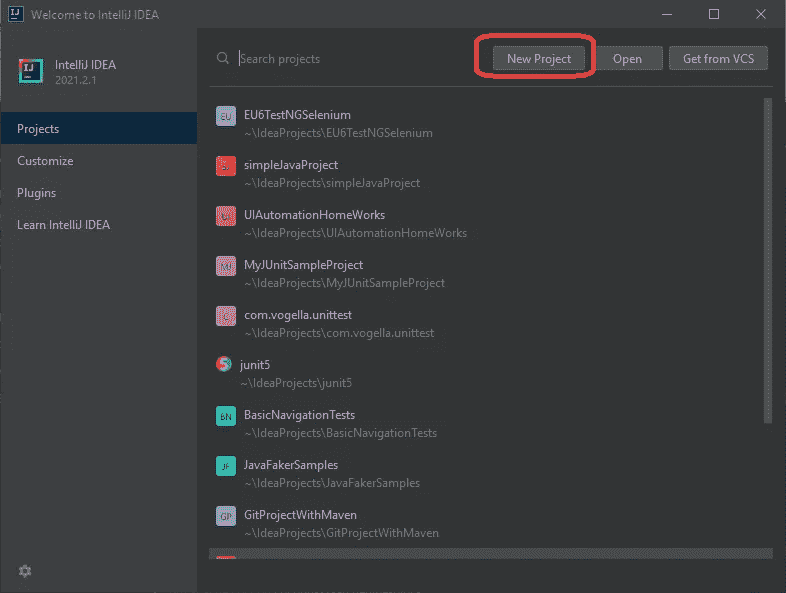 Welcome to IntelliJ IDEA
IntelliJ IDEA
2021.2.1
Projects
Customize
Plugins
Learn IntelliJ IDEA
Search projects
New Project
Open
Get from VCS
EU
EU6TestNGSelenium
~\IdeaProjects\EU6TestNGSelenium
simpleJavaProject
~\IdeaProjects\simpleJavaProject
UIAutomationHomeWorks
~\IdeaProjects\UIAutomationHomeWorks
MyJUnitSampleProject
~\IdeaProjects\MyJUnitSampleProject
com.vogella.unittest
~\IdeaProjects\com.vogella.unittest
junit5
~\IdeaProjects\junit5
BN
BasicNavigationTests
~\IdeaProjects\BasicNavigationTests
JF
JavaFakerSamples
~\IdeaProjects\JavaFakerSamples
GP
GitProjectWithMaven
~\IdeaProjects\GitProjectWithMaven